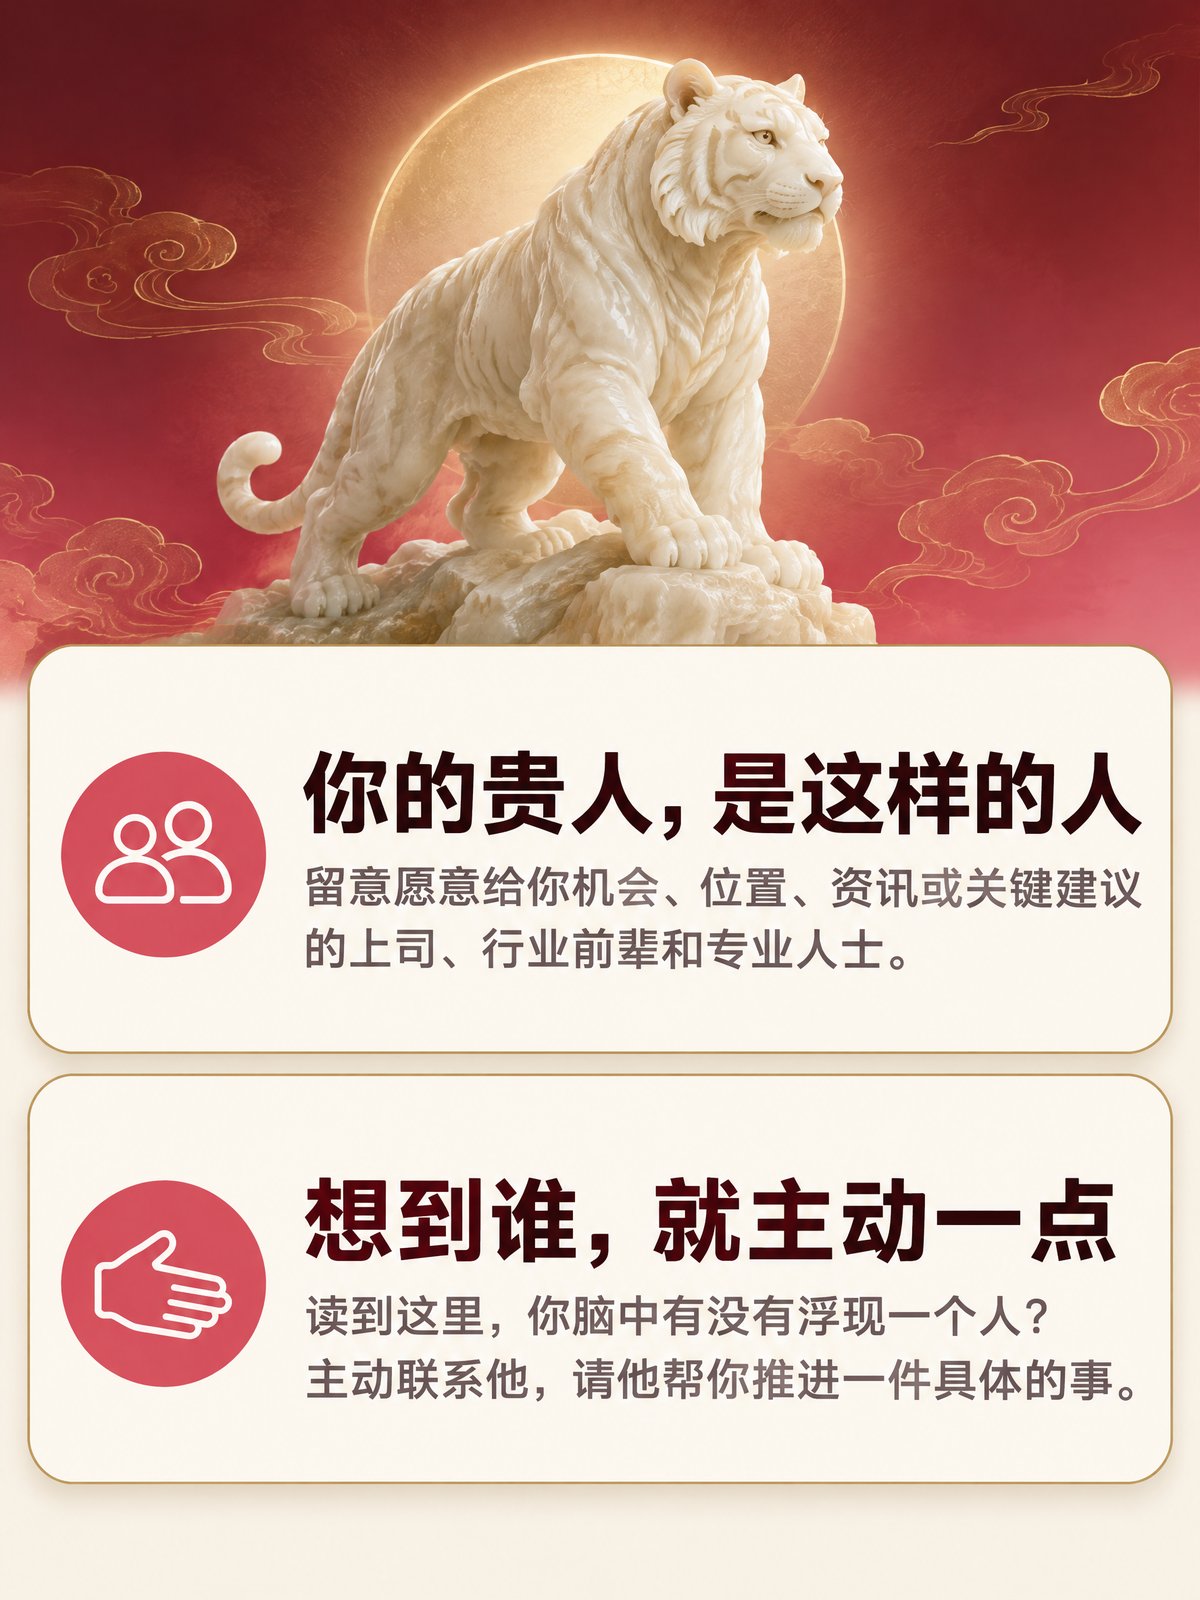 你的贵人，是这样的人
留意愿意给你机会、位置、资讯或关键建议
的上司、行业前辈和专业人士。
想到谁，就主动一点
读到这里，你脑中有没有浮现一个人？
主动联系他，请他帮你推进一件具体的事。